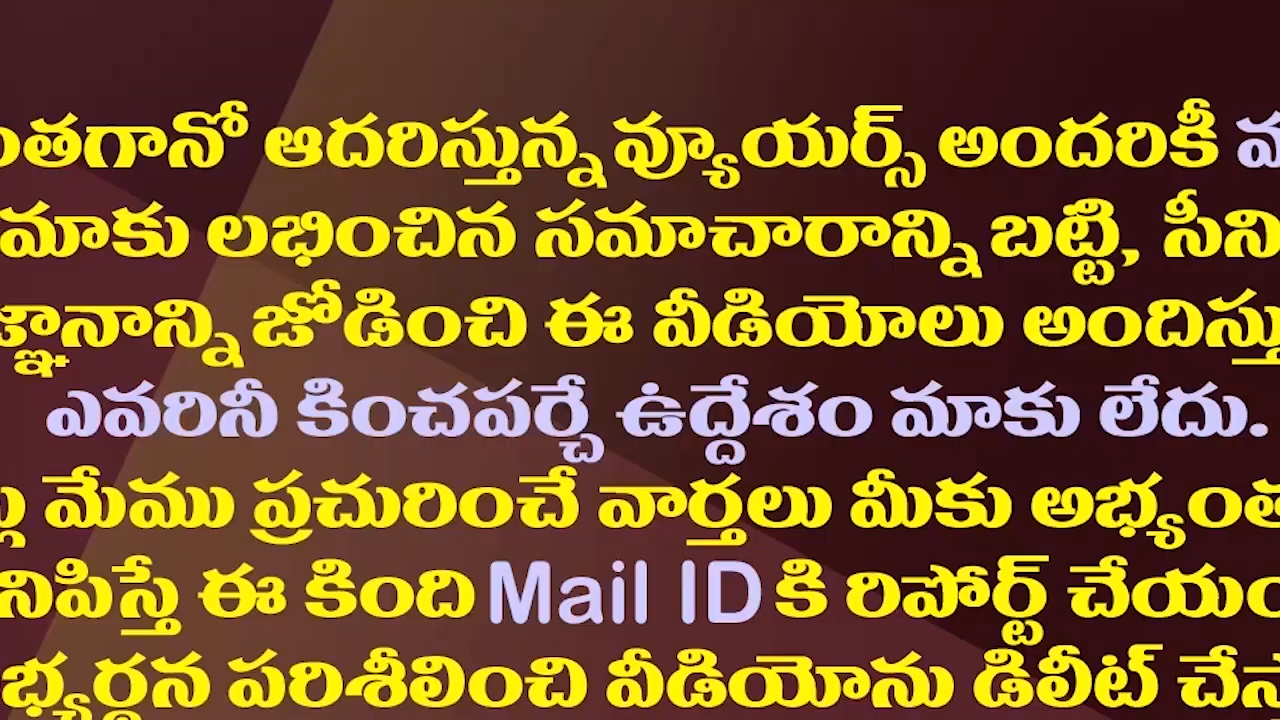 ంతగానో ఆదరిస్తున్న వ్యూయర్స్ అందరికీ
మాకు లభించిన సమాచారాన్ని బట్టి, సీని
జ్ఞానాన్ని జోడించి ఈ వీడియోలు అందిస్తు
ఎవరినీ కించపర్చే ఉద్దేశం మాకు లేదు.
మేము ప్రచురించే వార్తలు మీకు అభ్యంత
నిపిస్తే ఈ కింది Mail ID కి రిపోర్ట్ చేయం
భ్యర్థన పరిశీలించి వీడియోను డిలీట్ చేస